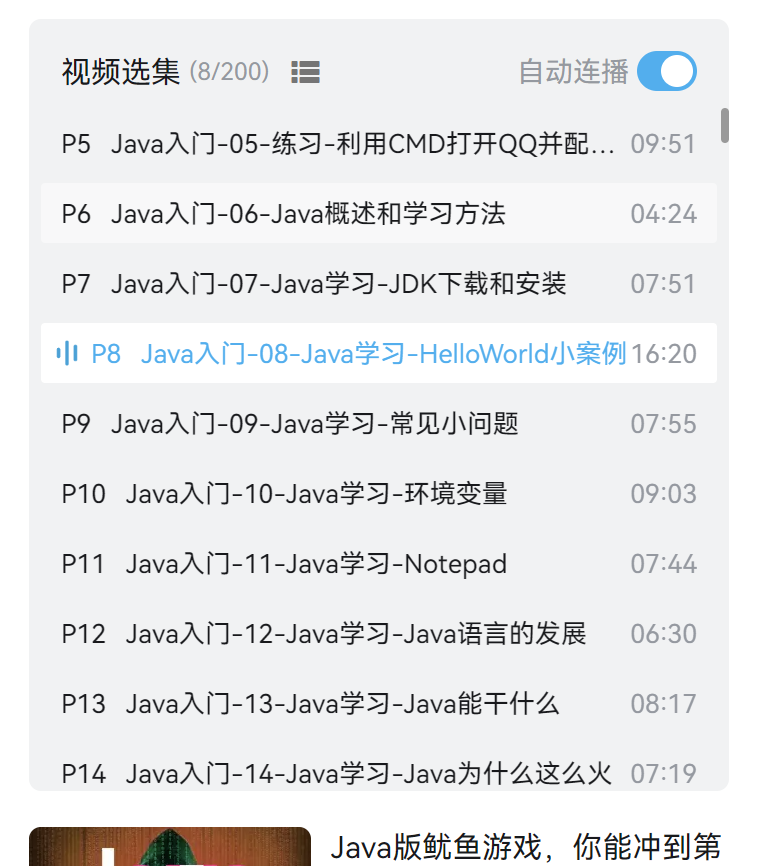 视频选集 (8/200) 自动连播
P5 Java入门-05-练习-利用CMD打开QQ并配… 09:51
P6 Java入门-06-Java概述和学习方法 04:24
P7 Java入门-07-Java学习-JDK下载和安装 07:51
P8 Java入门-08-Java学习-HelloWorld小案例 16:20
P9 Java入门-09-Java学习-常见小问题 07:55
P10 Java入门-10-Java学习-环境变量 09:03
P11 Java入门-11-Java学习-Notepad 07:44
P12 Java入门-12-Java学习-Java语言的发展 06:30
P13 Java入门-13-Java学习-Java能干什么 08:17
P14 Java入门-14-Java学习-Java为什么这么火 07:19
Java版鱿鱼游戏，你能冲到第